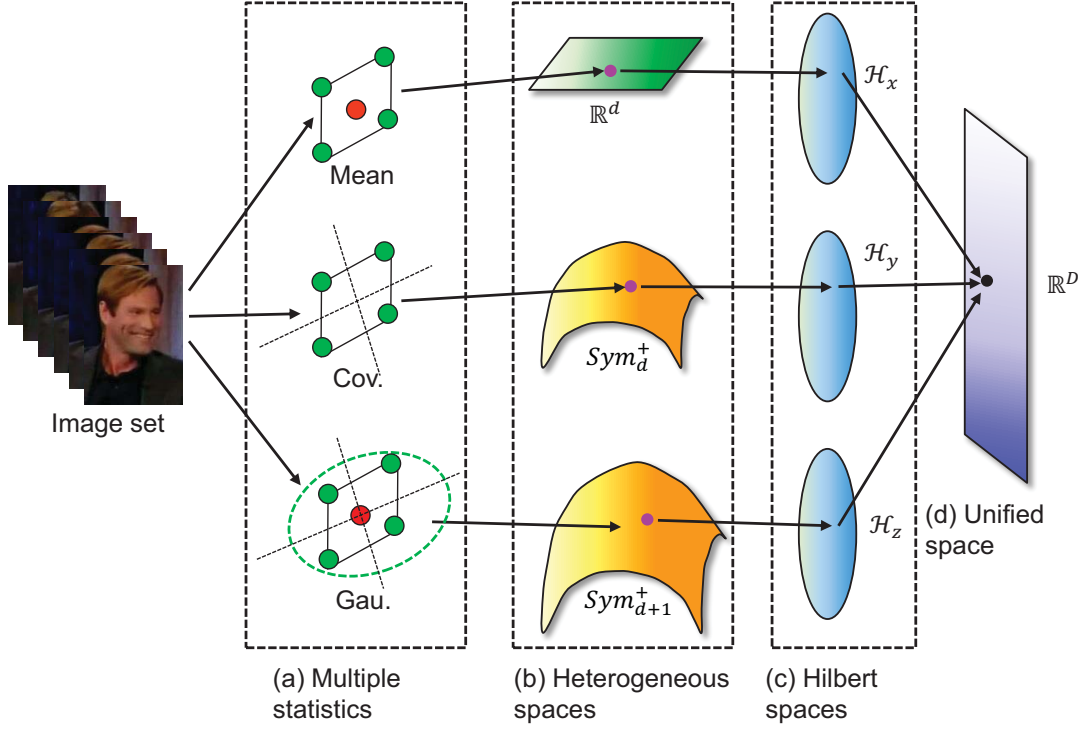 ℝ^d
ℋ_x
Mean
ℋ_y
ℝ^D
Sym_d^+
Cov.
Image set
ℋ_z
(d) Unified
space
Sym_{d+1}^+
Gau.
(a) Multiple
statistics
(b) Heterogeneous
spaces
(c) Hilbert
spaces